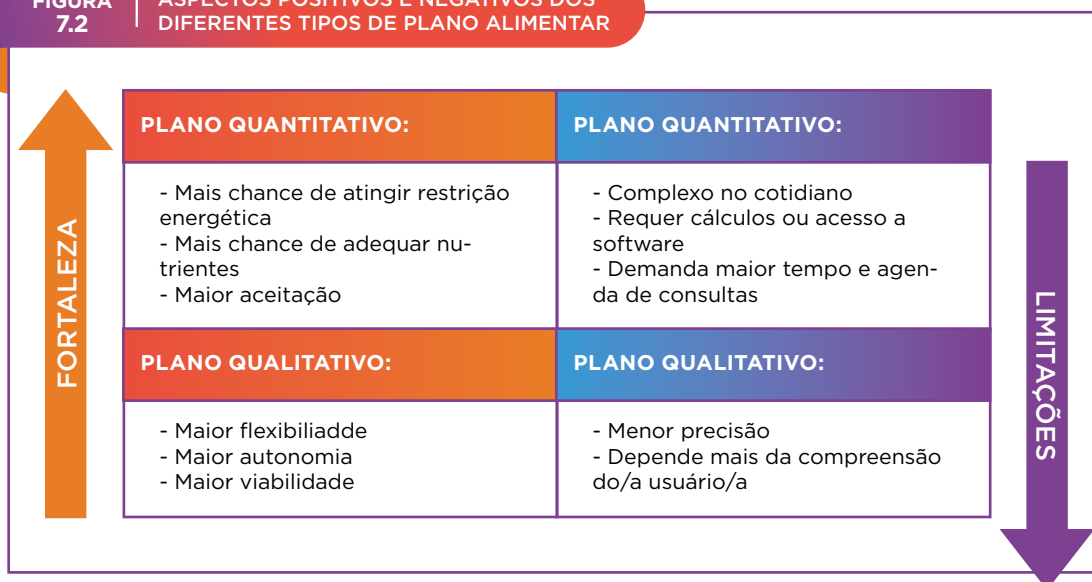 FIGURA
7.2
ASPECTOS POSITIVOS E NEGATIVOS DOS
DIFERENTES TIPOS DE PLANO ALIMENTAR
FORTALEZA
PLANO QUANTITATIVO:
- Mais chance de atingir restrição
energética
- Mais chance de adequar nu-
trientes
- Maior aceitação
PLANO QUANTITATIVO:
- Complexo no cotidiano
- Requer cálculos ou acesso a
software
- Demanda maior tempo e agen-
da de consultas
PLANO QUALITATIVO:
- Maior flexibiliadde
- Maior autonomia
- Maior viabilidade
PLANO QUALITATIVO:
- Menor precisão
- Depende mais da compreensão
do/a usuário/a
LIMITAÇÕES